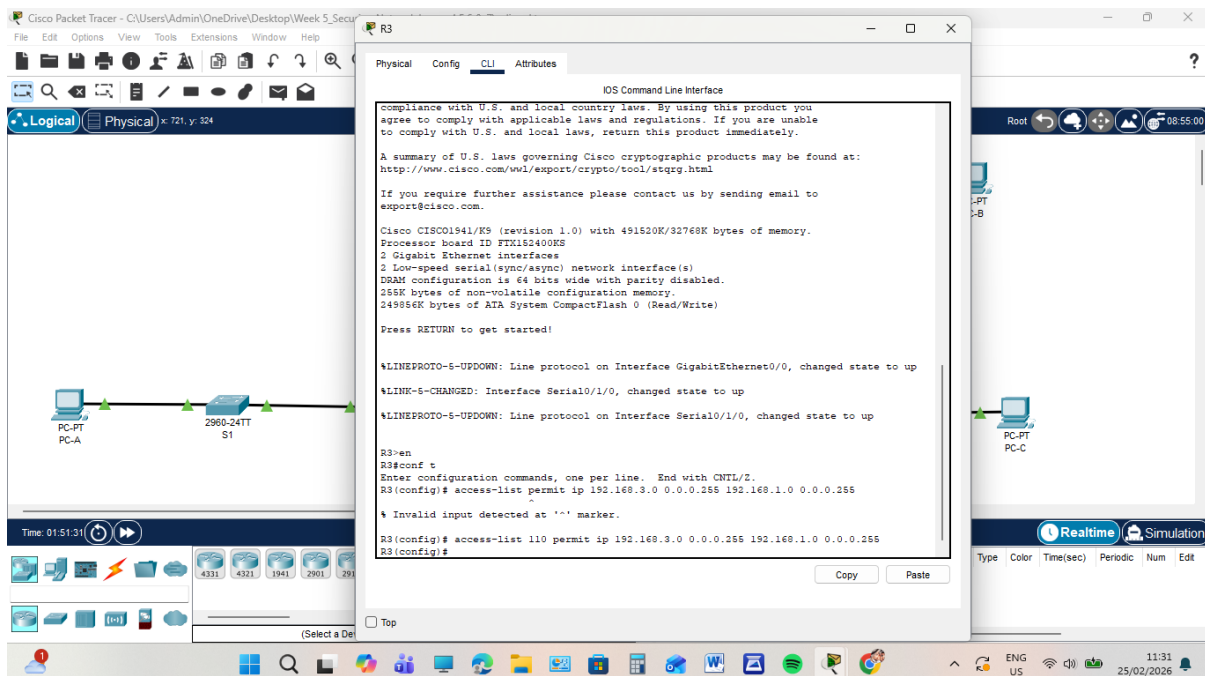 Cisco Packet Tracer - C:\Users\Admin\OneDrive\Desktop\Week 5_Secu
File Edit Options View Tools Extensions Window Help
?
Logical Physical x: 721, y: 324
Root 08:55:00
R3
Physical Config CLI Attributes
IOS Command Line Interface
compliance with U.S. and local country laws. By using this product you
agree to comply with applicable laws and regulations. If you are unable
to comply with U.S. and local laws, return this product immediately.
A summary of U.S. laws governing Cisco cryptographic products may be found at:
http://www.cisco.com/wwl/export/crypto/tool/stqrg.html
If you require further assistance please contact us by sending email to
export@cisco.com.
Cisco CISCO1941/K9 (revision 1.0) with 491520K/32768K bytes of memory.
Processor board ID FTX152400KS
2 Gigabit Ethernet interfaces
2 Low-speed serial(sync/async) network interface(s)
DRAM configuration is 64 bits wide with parity disabled.
255K bytes of non-volatile configuration memory.
249856K bytes of ATA System CompactFlash 0 (Read/Write)
Press RETURN to get started!
%LINEPROTO-5-UPDOWN: Line protocol on Interface GigabitEthernet0/0, changed state to up
%LINK-5-CHANGED: Interface Serial0/1/0, changed state to up
%LINEPROTO-5-UPDOWN: Line protocol on Interface Serial0/1/0, changed state to up
R3>en
R3#conf t
Enter configuration commands, one per line. End with CNTL/Z.
R3(config)# access-list permit ip 192.168.3.0 0.0.0.255 192.168.1.0 0.0.0.255
^
% Invalid input detected at '^' marker.
R3(config)# access-list 110 permit ip 192.168.3.0 0.0.0.255 192.168.1.0 0.0.0.255
R3(config)#
Copy Paste
Top
PC-PT
PC-A
2960-24TT
S1
-PT
C-B
PC-PT
PC-C
Time: 01:51:31
Realtime Simulation
4331 4321 1941 2901 291
Type Color Time(sec) Periodic Num Edit
(Select a De
1
ENG
US
11:31
25/02/2026